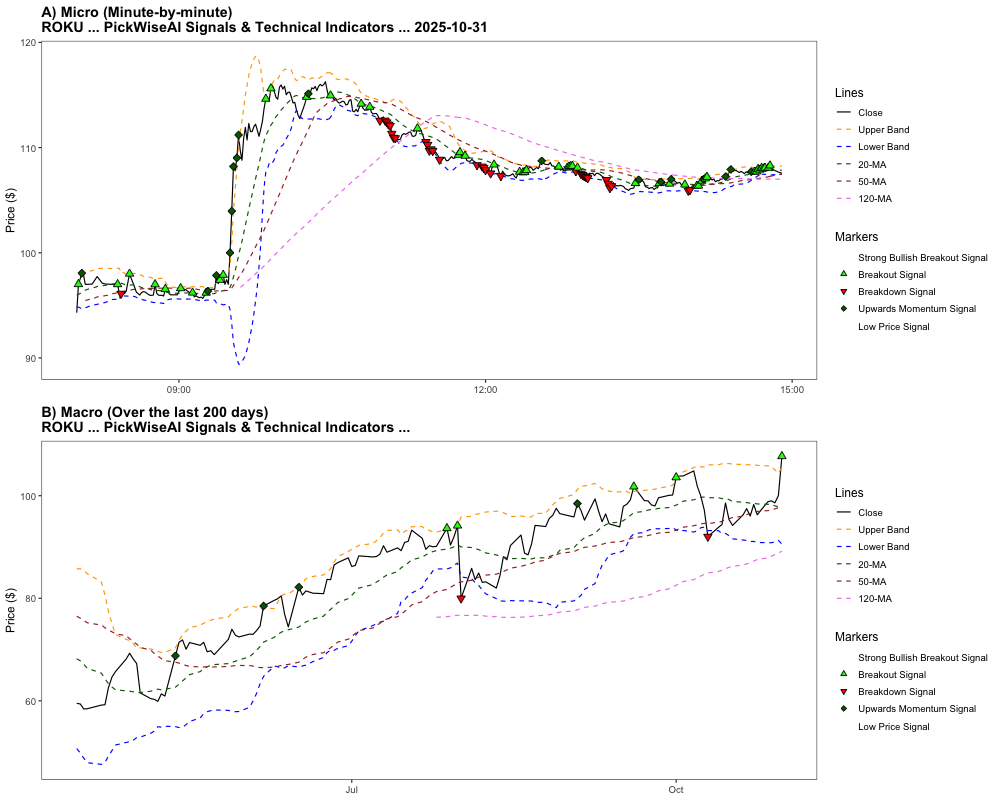 A) Micro (Minute-by-minute)
ROKU ... PickWiseAI Signals & Technical Indicators ... 2025-10-31
Price ($)
120
110
100
90
09:00
12:00
15:00
Lines
Close
Upper Band
Lower Band
20-MA
50-MA
120-MA
Markers
Strong Bullish Breakout Signal
Breakout Signal
Breakdown Signal
Upwards Momentum Signal
Low Price Signal
B) Macro (Over the last 200 days)
ROKU ... PickWiseAI Signals & Technical Indicators ...
Price ($)
100
80
60
Jul
Oct
Lines
Close
Upper Band
Lower Band
20-MA
50-MA
120-MA
Markers
Strong Bullish Breakout Signal
Breakout Signal
Breakdown Signal
Upwards Momentum Signal
Low Price Signal